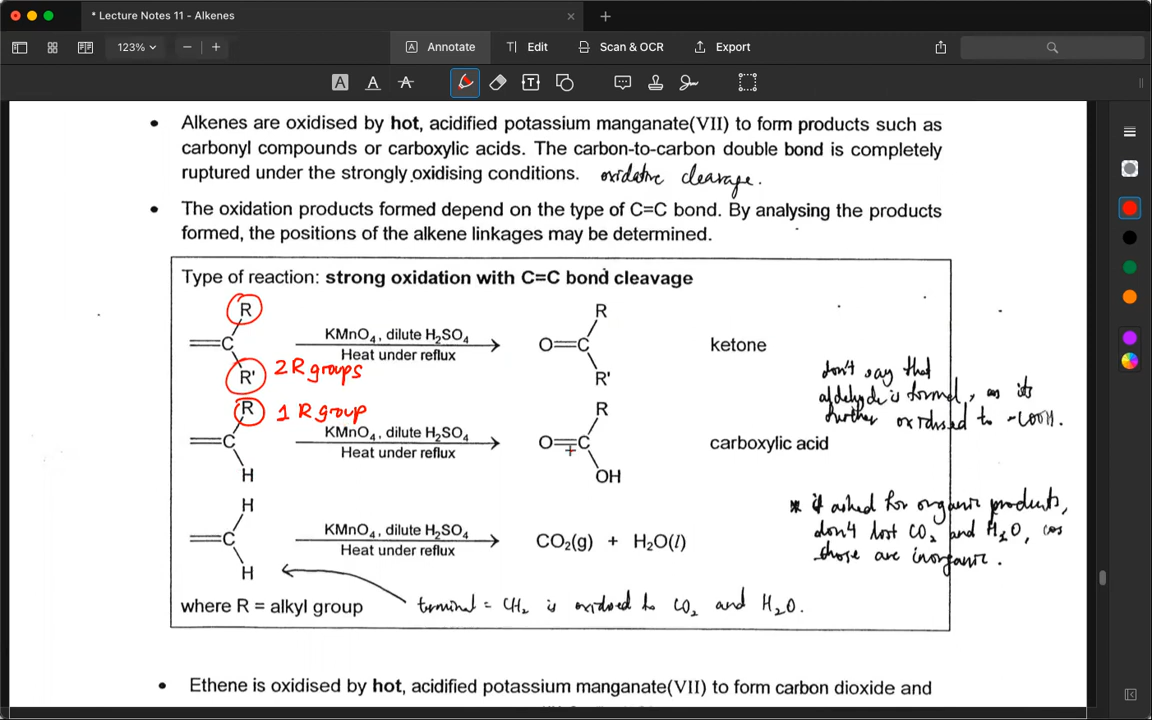 * Lecture Notes 11 - Alkenes
123%
Annotate
Edit
Scan & OCR
Export
• Alkenes are oxidised by hot, acidified potassium manganate(VII) to form products such as
carbonyl compounds or carboxylic acids. The carbon-to-carbon double bond is completely
ruptured under the strongly oxidising conditions. oxidative cleavage.
• The oxidation products formed depend on the type of C=C bond. By analysing the products
formed, the positions of the alkene linkages may be determined.
Type of reaction: strong oxidation with C=C bond cleavage
R
R
KMnO₄, dilute H₂SO₄
=C
O=C
ketone
Heat under reflux
R'
2 R groups
R'
don't say that
aldehyde is formed, as its
further oxidised to -COOH.
R
1 R group
R
KMnO₄, dilute H₂SO₄
=C
O=C
carboxylic acid
Heat under reflux
H
OH
H
* if asked for organic products,
don't list CO₂ and H₂O, cos
those are inorganic.
KMnO₄, dilute H₂SO₄
=C
CO₂(g) + H₂O(l)
Heat under reflux
H
where R = alkyl group
terminal = CH₂ is oxidised to CO₂ and H₂O.
• Ethene is oxidised by hot, acidified potassium manganate(VII) to form carbon dioxide and